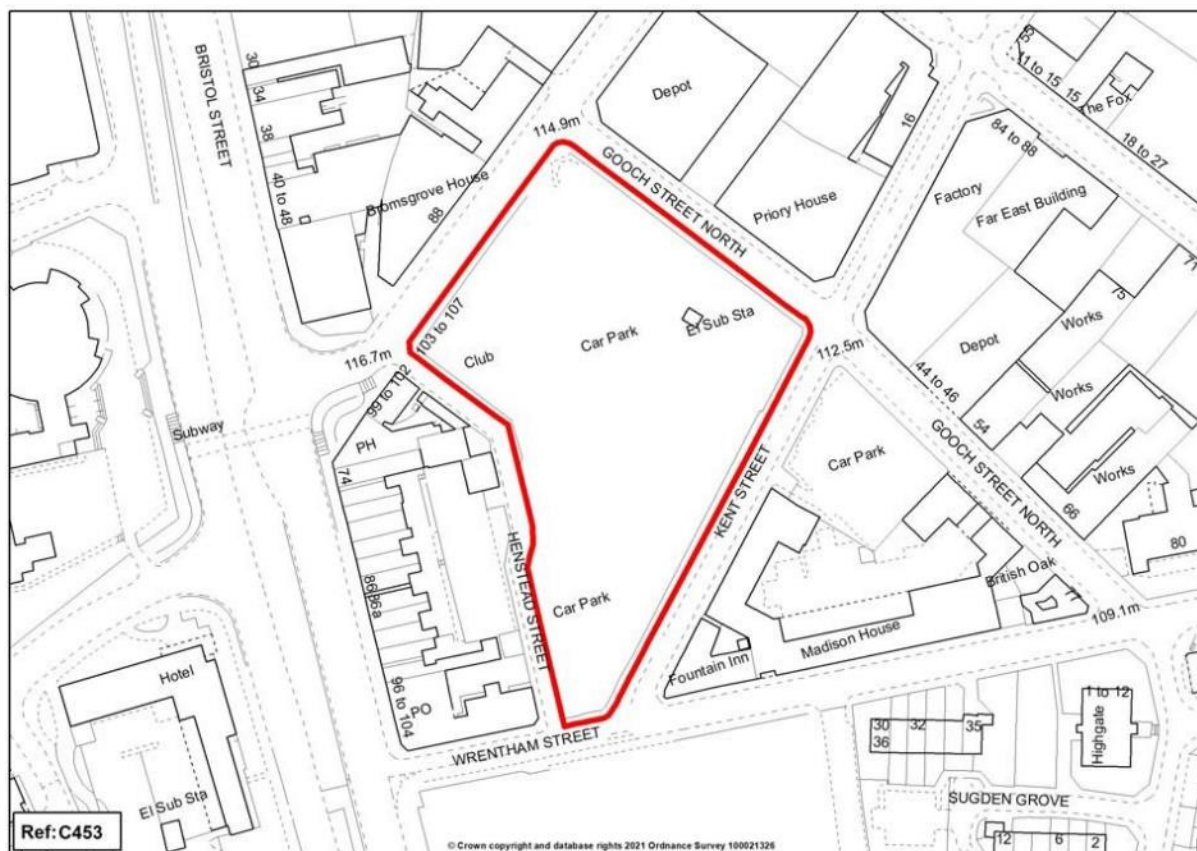 BRISTOL STREET
30
34
38
40 to 48
Bromsgrove House
88
114.9m
Depot
GOOCH STREET NORTH
Priory House
16
55
11 to 15
15
The Fox
18 to 27
84 to 88
Factory
Far East Building
71
75
Works
Depot
Works
44 to 46
54
Works
66
80
GOOCH STREET NORTH
112.5m
116.7m
103 to 107
Club
Car Park
El Sub Sta
99 to 102
PH
74
Subway
86
86a
HENSTEAD STREET
Car Park
KENT STREET
Car Park
British Oak
77
109.1m
Madison House
Fountain Inn
Hotel
96 to 104
PO
WRENTHAM STREET
El Sub Sta
30
32
35
36
1 to 12
Highgate
SUGDEN GROVE
12
6
2
Ref:C453
© Crown copyright and database rights 2021 Ordnance Survey 100021326